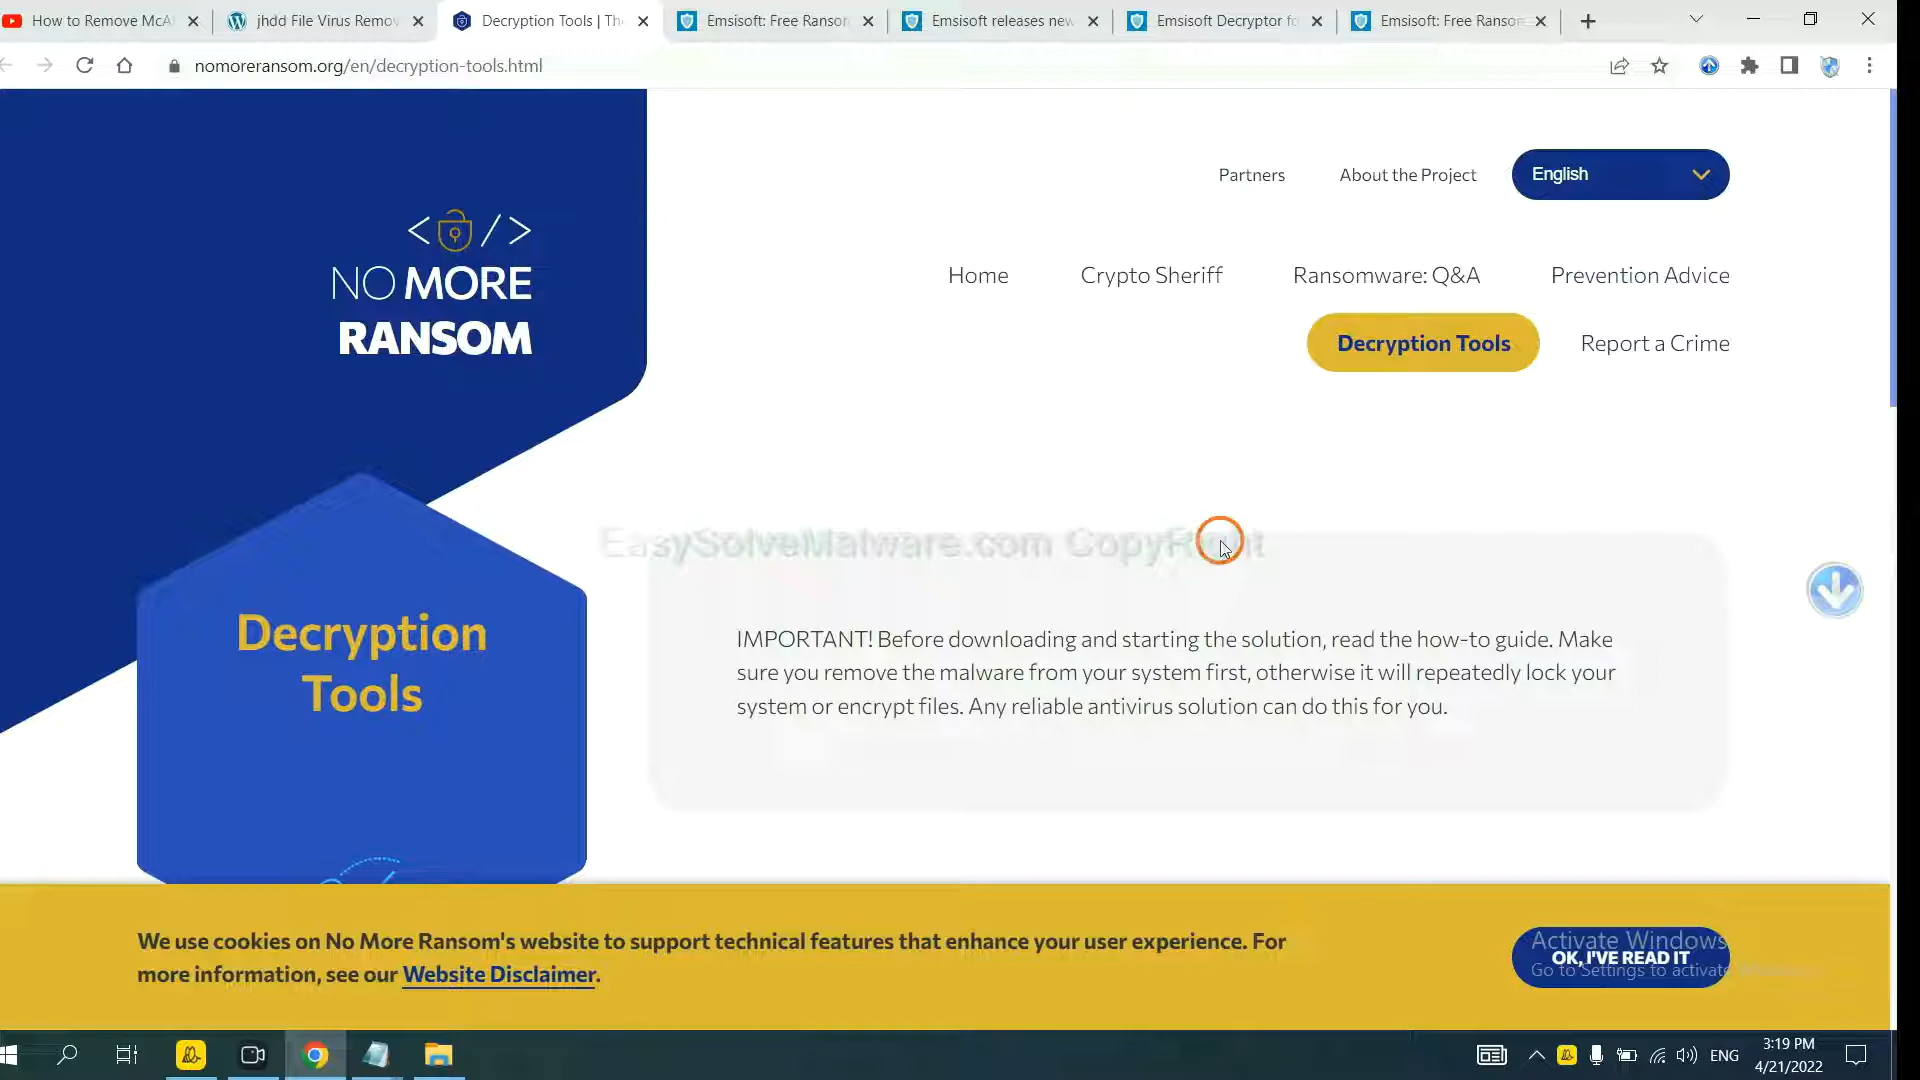 How to Remove McA
jhdd File Virus Remov
Decryption Tools | Th
Emsisoft: Free Ranson
Emsisoft releases new
Emsisoft Decryptor fo
Emsisoft: Free Ransom
nomoreransom.org/en/decryption-tools.html
Partners
About the Project
English
NO MORE
RANSOM
Home
Crypto Sheriff
Ransomware: Q&A
Prevention Advice
Decryption Tools
Report a Crime
EasySolveMalware.com CopyRight
Decryption
Tools
IMPORTANT! Before downloading and starting the solution, read the how-to guide. Make
sure you remove the malware from your system first, otherwise it will repeatedly lock your
system or encrypt files. Any reliable antivirus solution can do this for you.
We use cookies on No More Ransom's website to support technical features that enhance your user experience. For
more information, see our Website Disclaimer.
Activate Windows
OK, I'VE READ IT
Go to Settings to activate Windows.
ENG
3:19 PM
4/21/2022